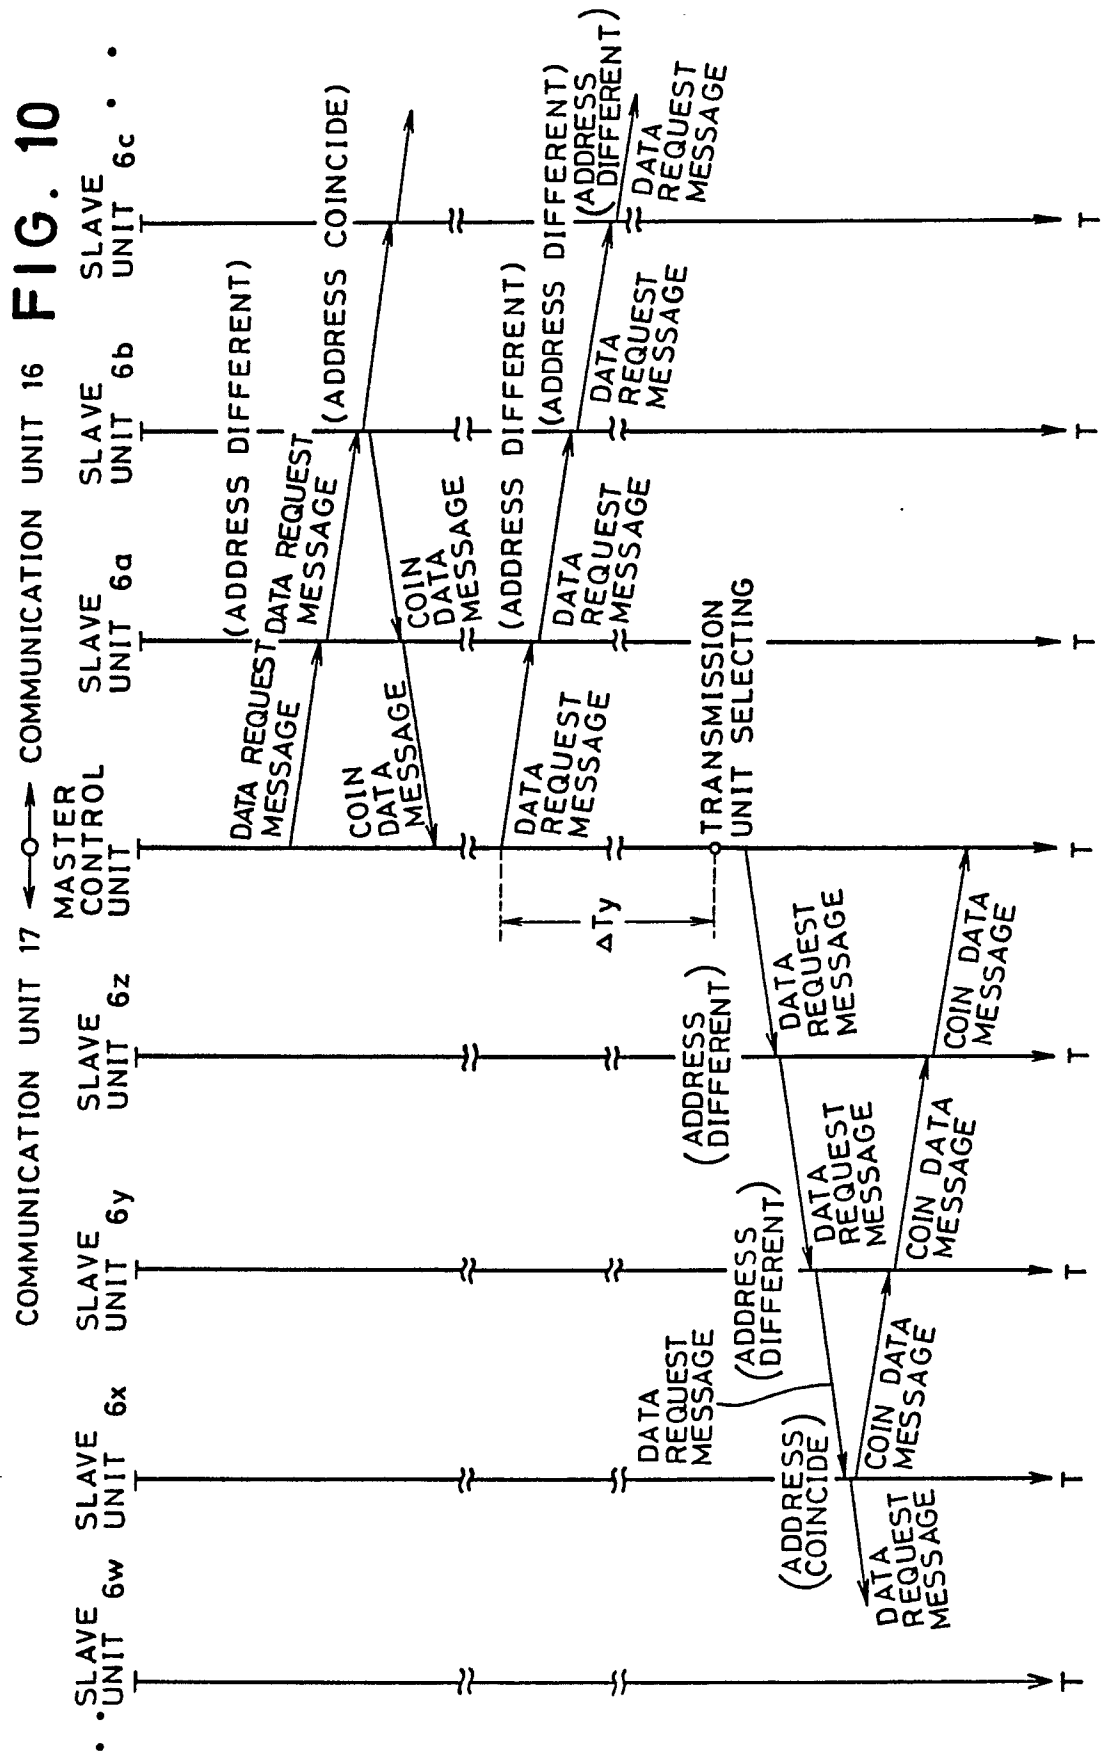 FIG. 10
COMMUNICATION UNIT 17
COMMUNICATION UNIT 16
SLAVE
UNIT 6w
SLAVE
UNIT 6x
SLAVE
UNIT 6y
SLAVE
UNIT 6z
MASTER
CONTROL
UNIT
SLAVE
UNIT 6a
SLAVE
UNIT 6b
SLAVE
UNIT 6c
(ADDRESS DIFFERENT)
DATA REQUEST
MESSAGE
DATA REQUEST
MESSAGE
(ADDRESS COINCIDE)
COIN
DATA
MESSAGE
COIN
DATA
MESSAGE
(ADDRESS DIFFERENT)
(ADDRESS DIFFERENT)
(ADDRESS
DIFFERENT)
DATA
REQUEST
MESSAGE
DATA
REQUEST
MESSAGE
DATA
REQUEST
MESSAGE
DATA
REQUEST
MESSAGE
ΔTy
TRANSMISSION
UNIT SELECTING
(ADDRESS
DIFFERENT)
DATA
REQUEST
MESSAGE
(ADDRESS
DIFFERENT)
DATA
REQUEST
MESSAGE
DATA
REQUEST
MESSAGE
(ADDRESS
COINCIDE)
DATA
REQUEST
MESSAGE
COIN DATA
MESSAGE
COIN DATA
MESSAGE
COIN DATA
MESSAGE
T
T
T
T
T
T
T
T